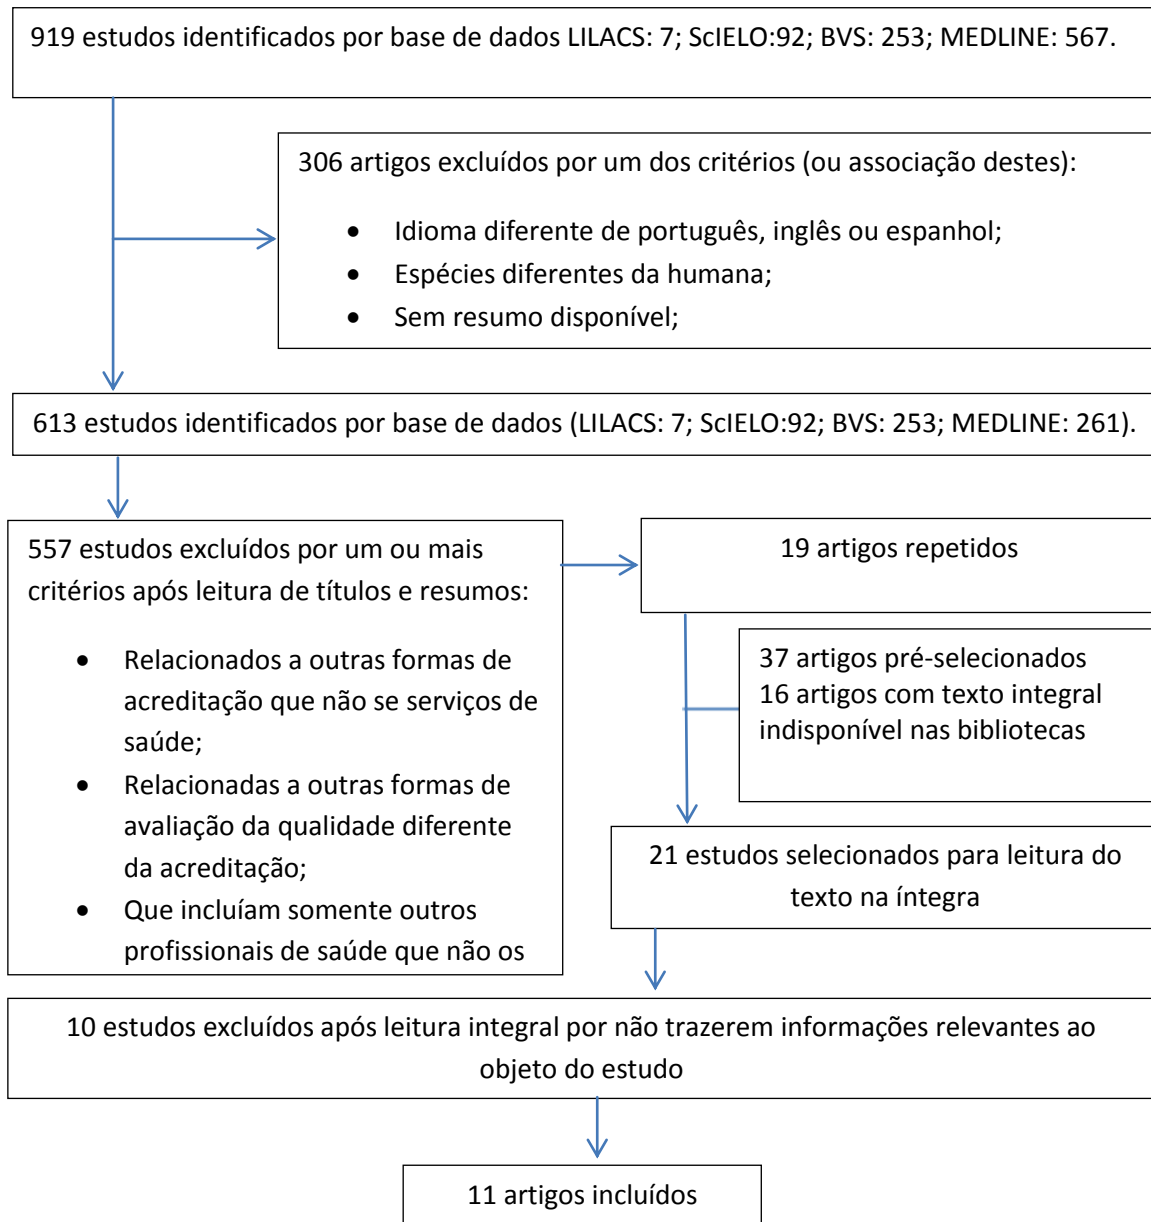 919 estudos identificados por base de dados LILACS: 7; ScIELO:92; BVS: 253; MEDLINE: 567.
306 artigos excluídos por um dos critérios (ou associação destes):
• Idioma diferente de português, inglês ou espanhol;
• Espécies diferentes da humana;
• Sem resumo disponível;
613 estudos identificados por base de dados (LILACS: 7; ScIELO:92; BVS: 253; MEDLINE: 261).
557 estudos excluídos por um ou mais
critérios após leitura de títulos e resumos:
• Relacionados a outras formas de
acreditação que não se serviços de
saúde;
• Relacionadas a outras formas de
avaliação da qualidade diferente
da acreditação;
• Que incluíam somente outros
profissionais de saúde que não os
19 artigos repetidos
37 artigos pré-selecionados
16 artigos com texto integral
indisponível nas bibliotecas
21 estudos selecionados para leitura do
texto na íntegra
10 estudos excluídos após leitura integral por não trazerem informações relevantes ao
objeto do estudo
11 artigos incluídos